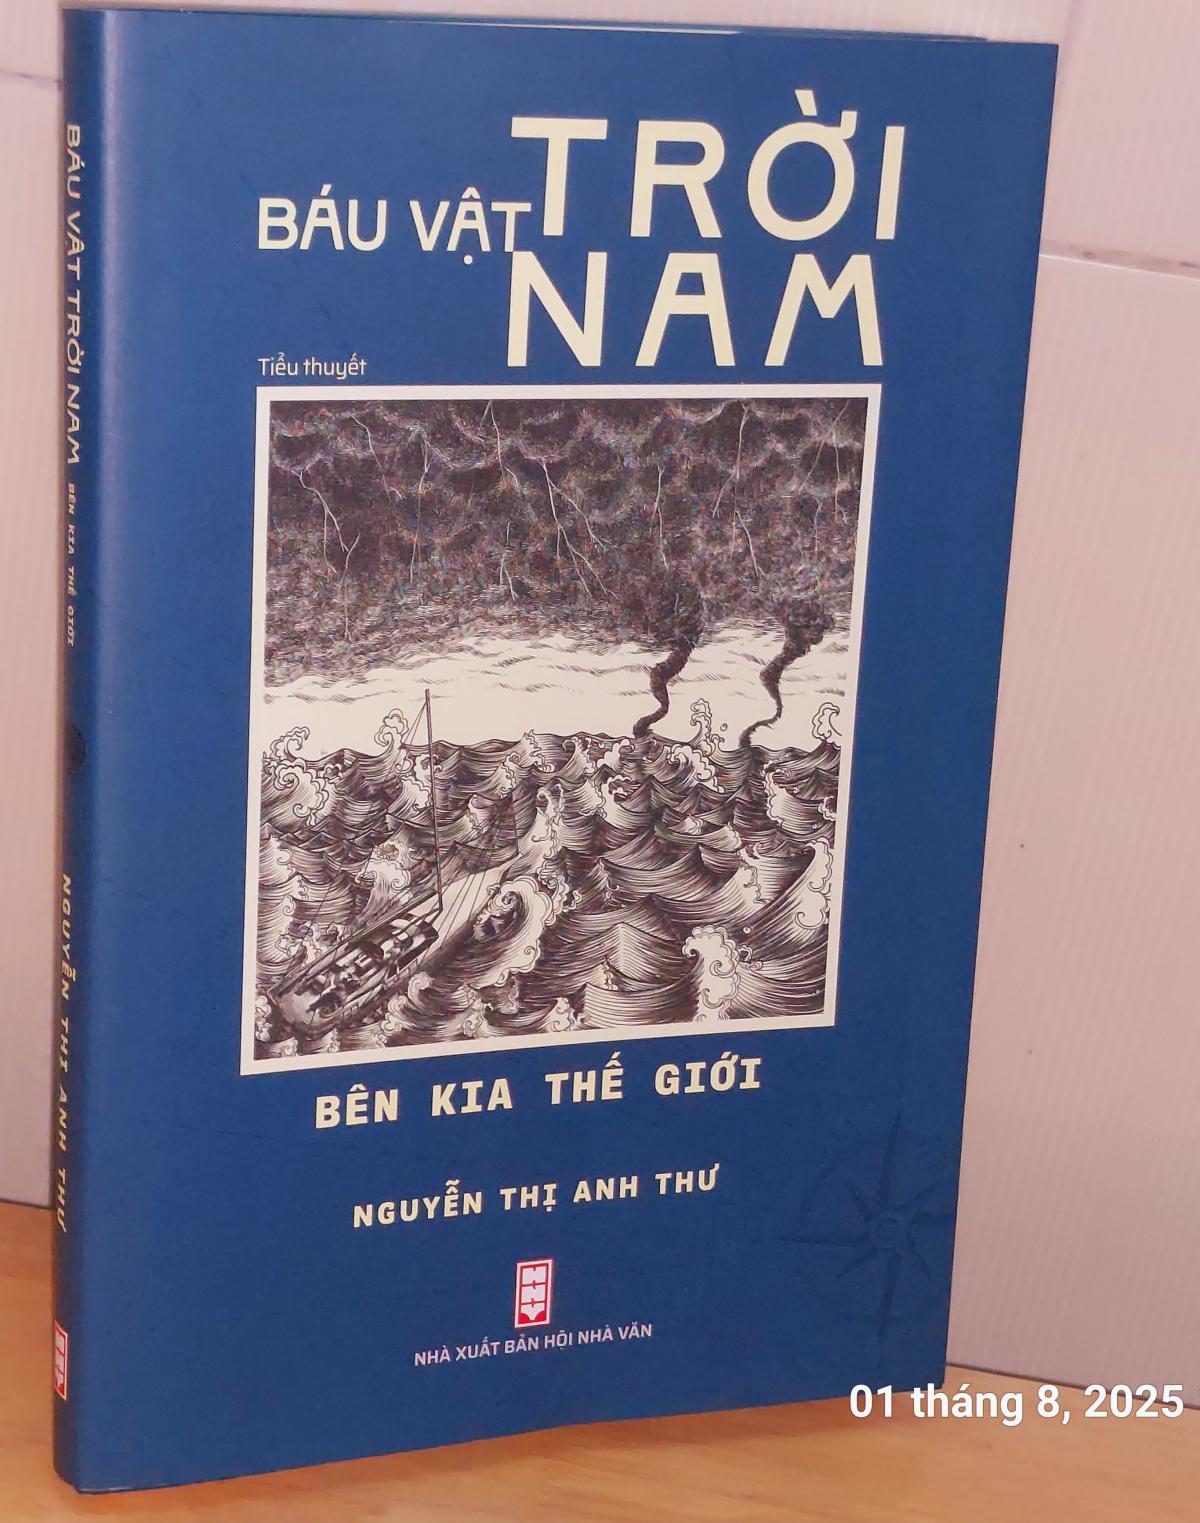 BÁU VẬT TRỜI NAM
Tiểu thuyết
BÊN KIA THẾ GIỚI
NGUYỄN THỊ ANH THƯ
HNV
NHÀ XUẤT BẢN HỘI NHÀ VĂN
BÁU VẬT TRỜI NAM BÊN KIA THẾ GIỚI NGUYỄN THỊ ANH THƯ
01 tháng 8, 2025